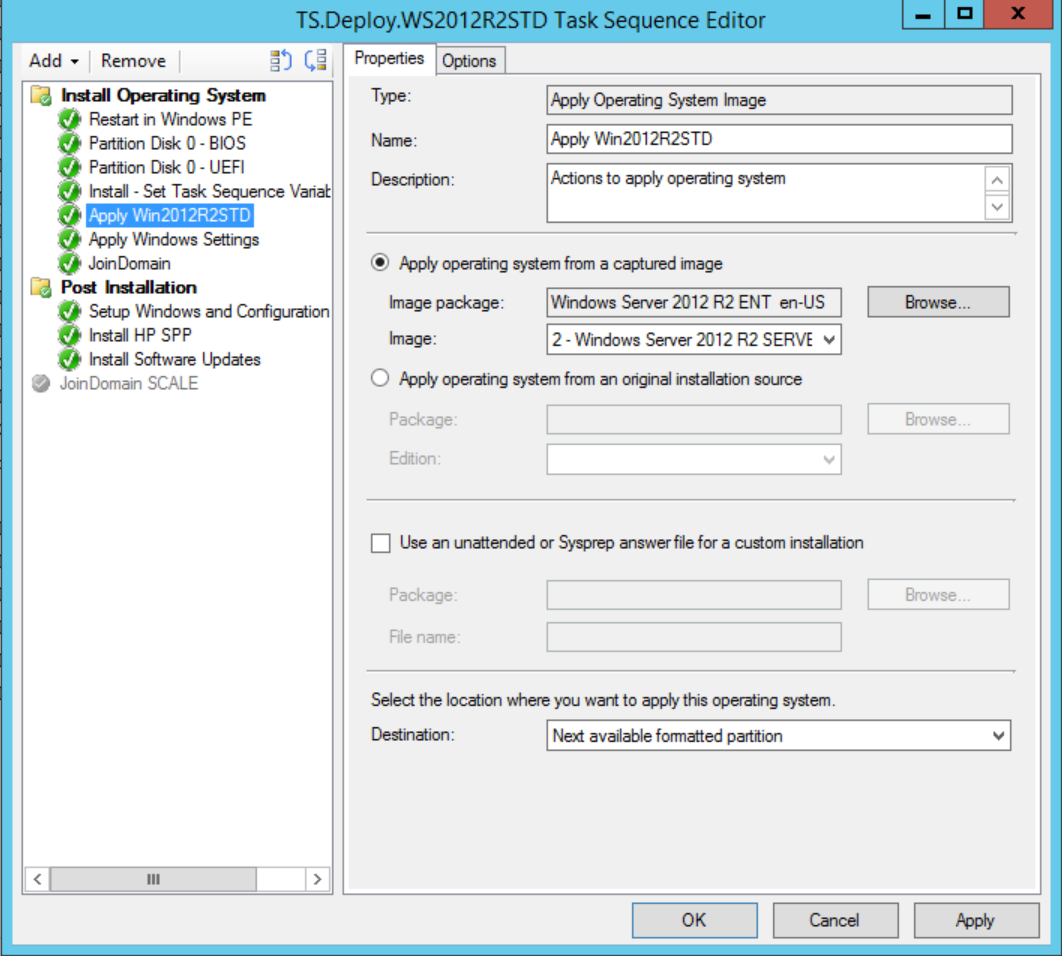 TS.Deploy.WS2012R2STD Task Sequence Editor
Add
Remove
Install Operating System
Restart in Windows PE
Partition Disk 0 - BIOS
Partition Disk 0 - UEFI
Install - Set Task Sequence Variab
Apply Win2012R2STD
Apply Windows Settings
JoinDomain
Post Installation
Setup Windows and Configuration
Install HP SPP
Install Software Updates
JoinDomain SCALE
Properties
Options
Type:
Apply Operating System Image
Name:
Apply Win2012R2STD
Description:
Actions to apply operating system
Apply operating system from a captured image
Image package:
Windows Server 2012 R2 ENT en-US
Browse...
Image:
2 - Windows Server 2012 R2 SERVE
Apply operating system from an original installation source
Package:
Browse...
Edition:
Use an unattended or Sysprep answer file for a custom installation
Package:
Browse...
File name:
Select the location where you want to apply this operating system.
Destination:
Next available formatted partition
OK
Cancel
Apply